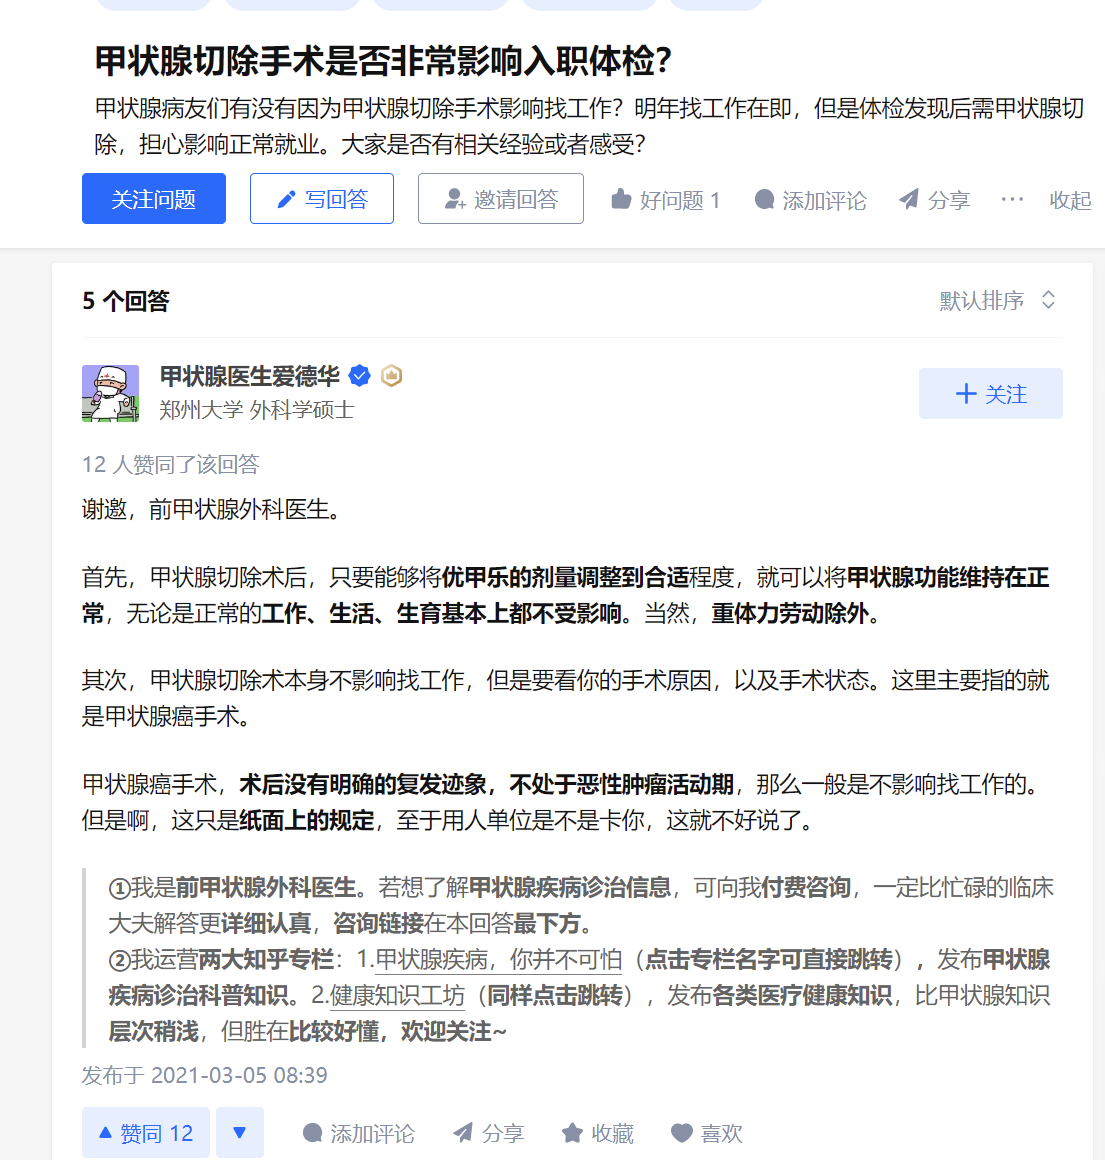 甲状腺切除手术是否非常影响入职体检？
甲状腺病友们有没有因为甲状腺切除手术影响找工作？明年找工作在即，但是体检发现后需甲状腺切
除，担心影响正常就业。大家是否有相关经验或者感受？
关注问题 写回答 邀请回答 好问题 1 添加评论 分享 ··· 收起
5 个回答 默认排序
甲状腺医生爱德华
郑州大学 外科学硕士
关注
12 人赞同了该回答
谢邀，前甲状腺外科医生。
首先，甲状腺切除术后，只要能够将优甲乐的剂量调整到合适程度，就可以将甲状腺功能维持在正
常，无论是正常的工作、生活、生育基本上都不受影响。当然，重体力劳动除外。
其次，甲状腺切除术本身不影响找工作，但是要看你的手术原因，以及手术状态。这里主要指的就
是甲状腺癌手术。
甲状腺癌手术，术后没有明确的复发迹象，不处于恶性肿瘤活动期，那么一般是不影响找工作的。
但是啊，这只是纸面上的规定，至于用人单位是不是卡你，这就不好说了。
①我是前甲状腺外科医生。若想了解甲状腺疾病诊治信息，可向我付费咨询，一定比忙碌的临床
大夫解答更详细认真，咨询链接在本回答最下方。
②我运营两大知乎专栏：1.甲状腺疾病，你并不可怕（点击专栏名字可直接跳转），发布甲状腺
疾病诊治科普知识。2.健康知识工坊（同样点击跳转），发布各类医疗健康知识，比甲状腺知识
层次稍浅，但胜在比较好懂，欢迎关注~
发布于 2021-03-05 08:39
赞同 12 添加评论 分享 收藏 喜欢